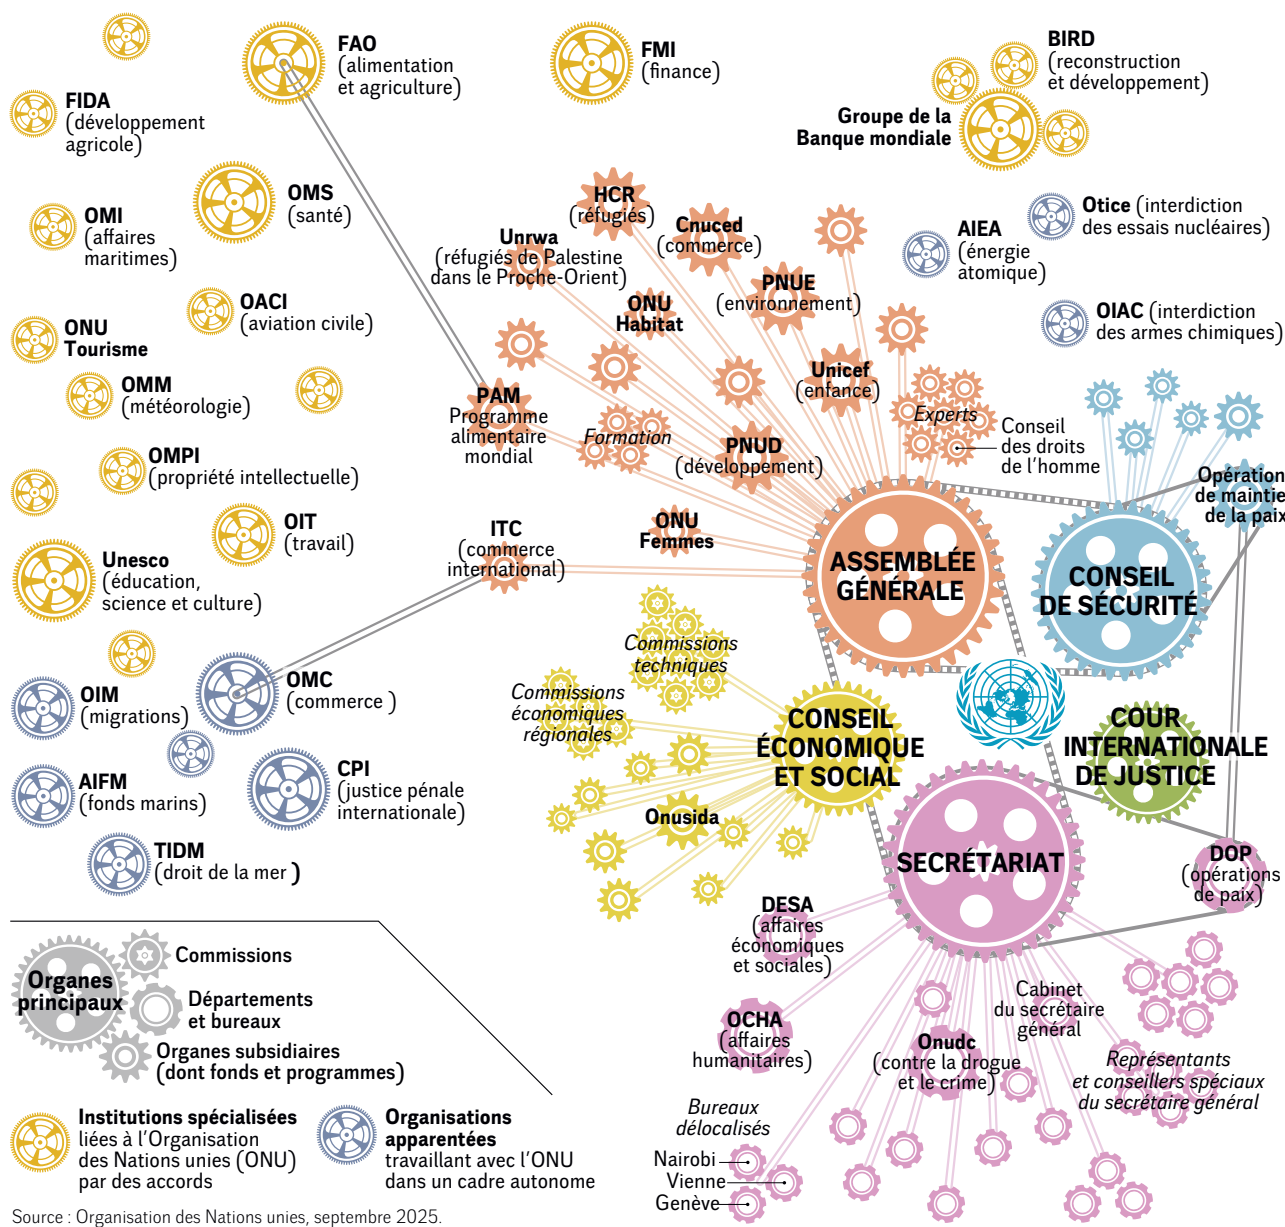 FAO
(alimentation
et agriculture)
FMI
(finance)
BIRD
(reconstruction
et développement)
Groupe de la
Banque mondiale
FIDA
(développement
agricole)
OMS
(santé)
OMI
(affaires
maritimes)
HCR
(réfugiés)
Cnuced
(commerce)
Unrwa
(réfugiés de Palestine
dans le Proche-Orient)
PNUE
(environnement)
AIEA
(énergie
atomique)
Otice (interdiction
des essais nucléaires)
OIAC (interdiction
des armes chimiques)
OACI
(aviation civile)
ONU
Habitat
ONU
Tourisme
OMM
(météorologie)
Unicef
(enfance)
PAM
Programme
alimentaire
mondial
Formation
PNUD
(développement)
Experts
Conseil
des droits
de l’homme
Opération
de maintie
de la paix
OMPI
(propriété intellectuelle)
OIT
(travail)
ITC
(commerce
international)
ONU
Femmes
ASSEMBLÉE
GÉNÉRALE
CONSEIL
DE SÉCURITÉ
Unesco
(éducation,
science et culture)
Commissions
techniques
Commissions
économiques
régionales
OIM
(migrations)
OMC
(commerce )
CONSEIL
ÉCONOMIQUE
ET SOCIAL
COUR
INTERNATIONALE
DE JUSTICE
AIFM
(fonds marins)
CPI
(justice pénale
internationale)
Onusida
TIDM
(droit de la mer )
SECRÉTARIAT
DOP
(opérations
de paix)
DESA
(affaires
économiques
et sociales)
OCHA
(affaires
humanitaires)
Cabinet
du secrétaire
général
Onudc
(contre la drogue
et le crime)
Représentants
et conseillers spéciaux
du secrétaire général
Bureaux
délocalisés
Nairobi
Vienne
Genève
Organes
principaux
Commissions
Départements
et bureaux
Organes subsidiaires
(dont fonds et programmes)
Institutions spécialisées
liées à l’Organisation
des Nations unies (ONU)
par des accords
Organisations
apparentées
travaillant avec l’ONU
dans un cadre autonome
Source : Organisation des Nations unies, septembre 2025.